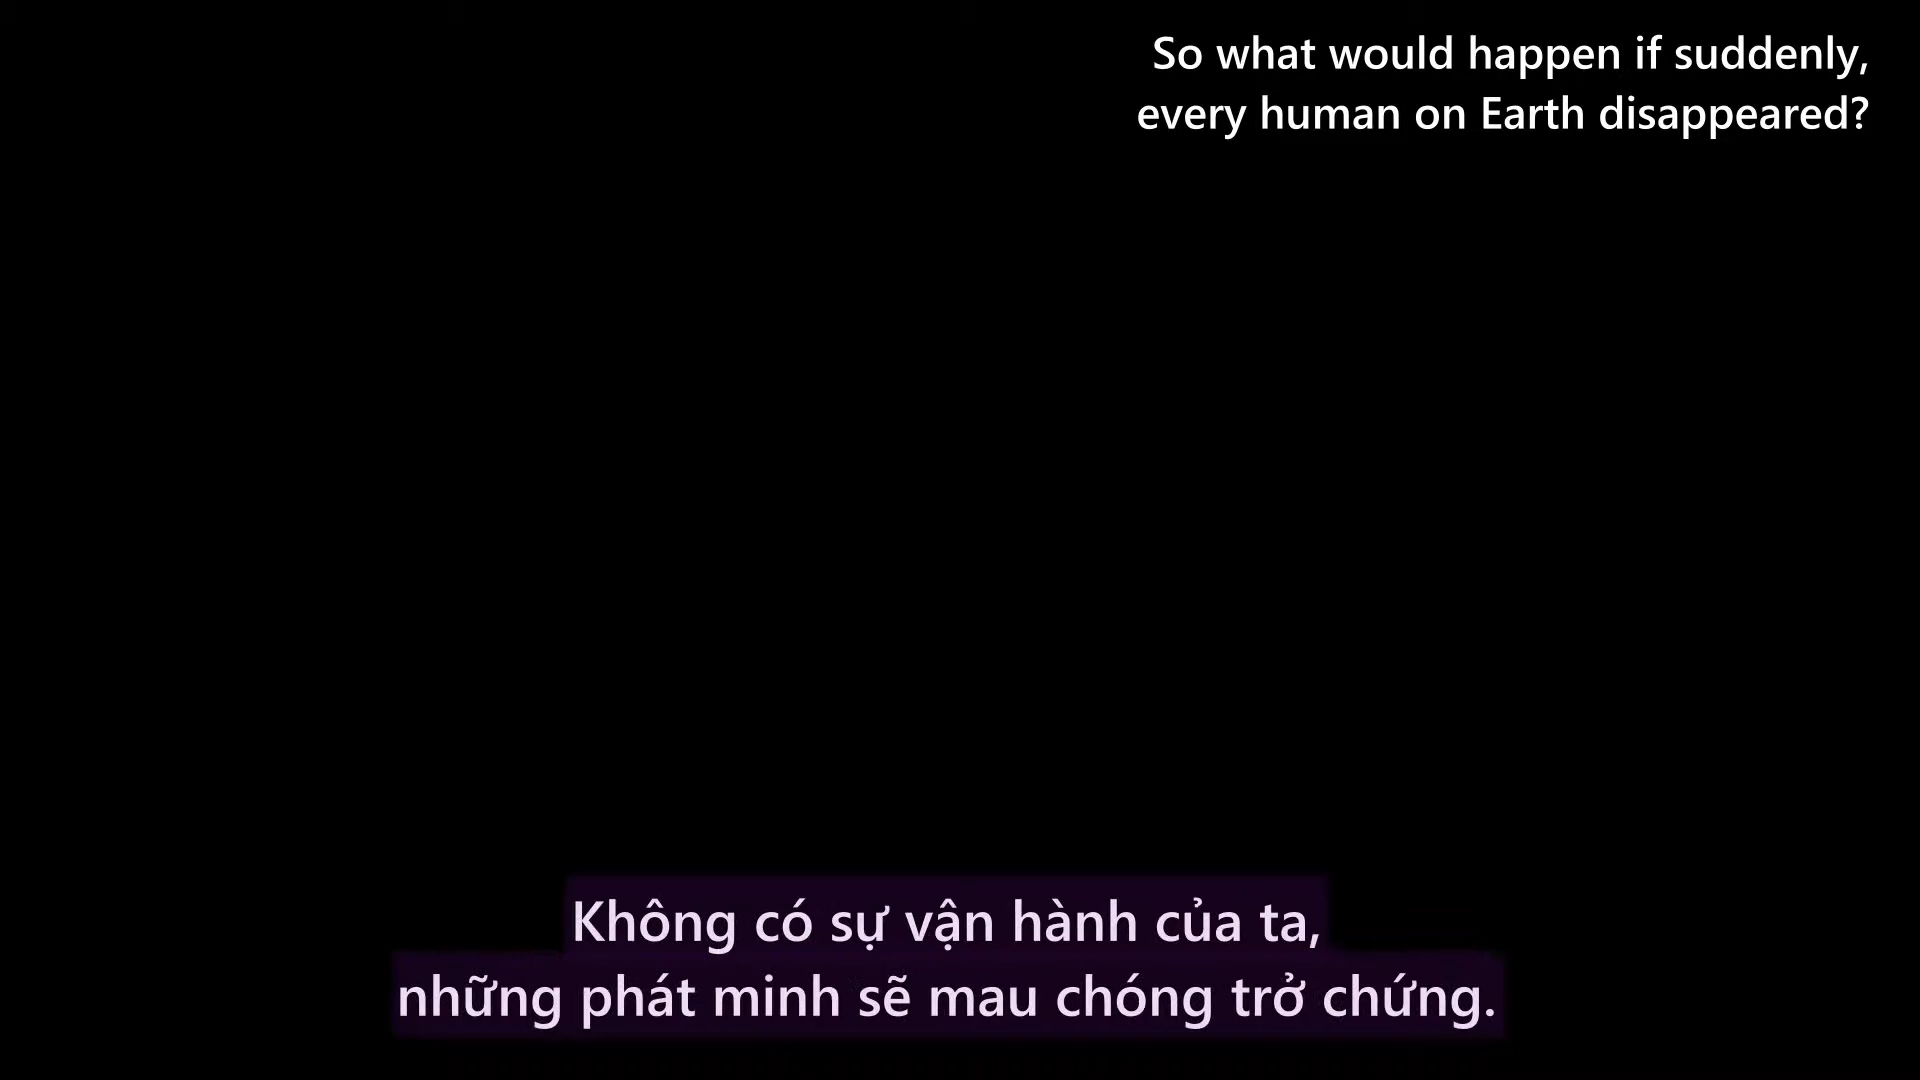 So what would happen if suddenly,
every human on Earth disappeared?
Không có sự vận hành của ta,
những phát minh sẽ mau chóng trở chứng.